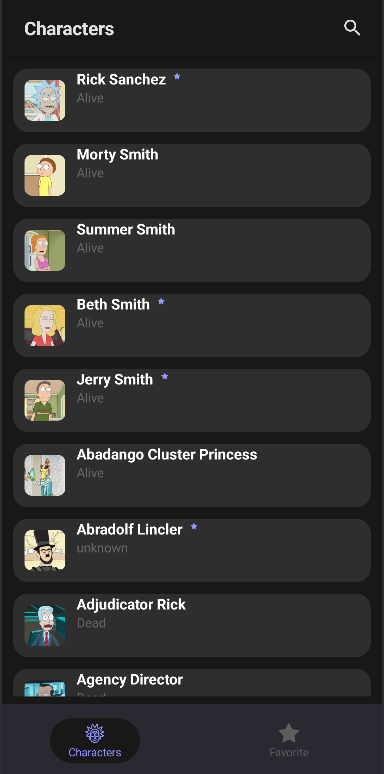 Characters
Rick Sanchez
Alive
Morty Smith
Alive
Summer Smith
Alive
Beth Smith
Alive
Jerry Smith
Alive
Abadango Cluster Princess
Alive
Abradolf Lincler
unknown
Adjudicator Rick
Dead
Agency Director
Dead
Characters
Favorite